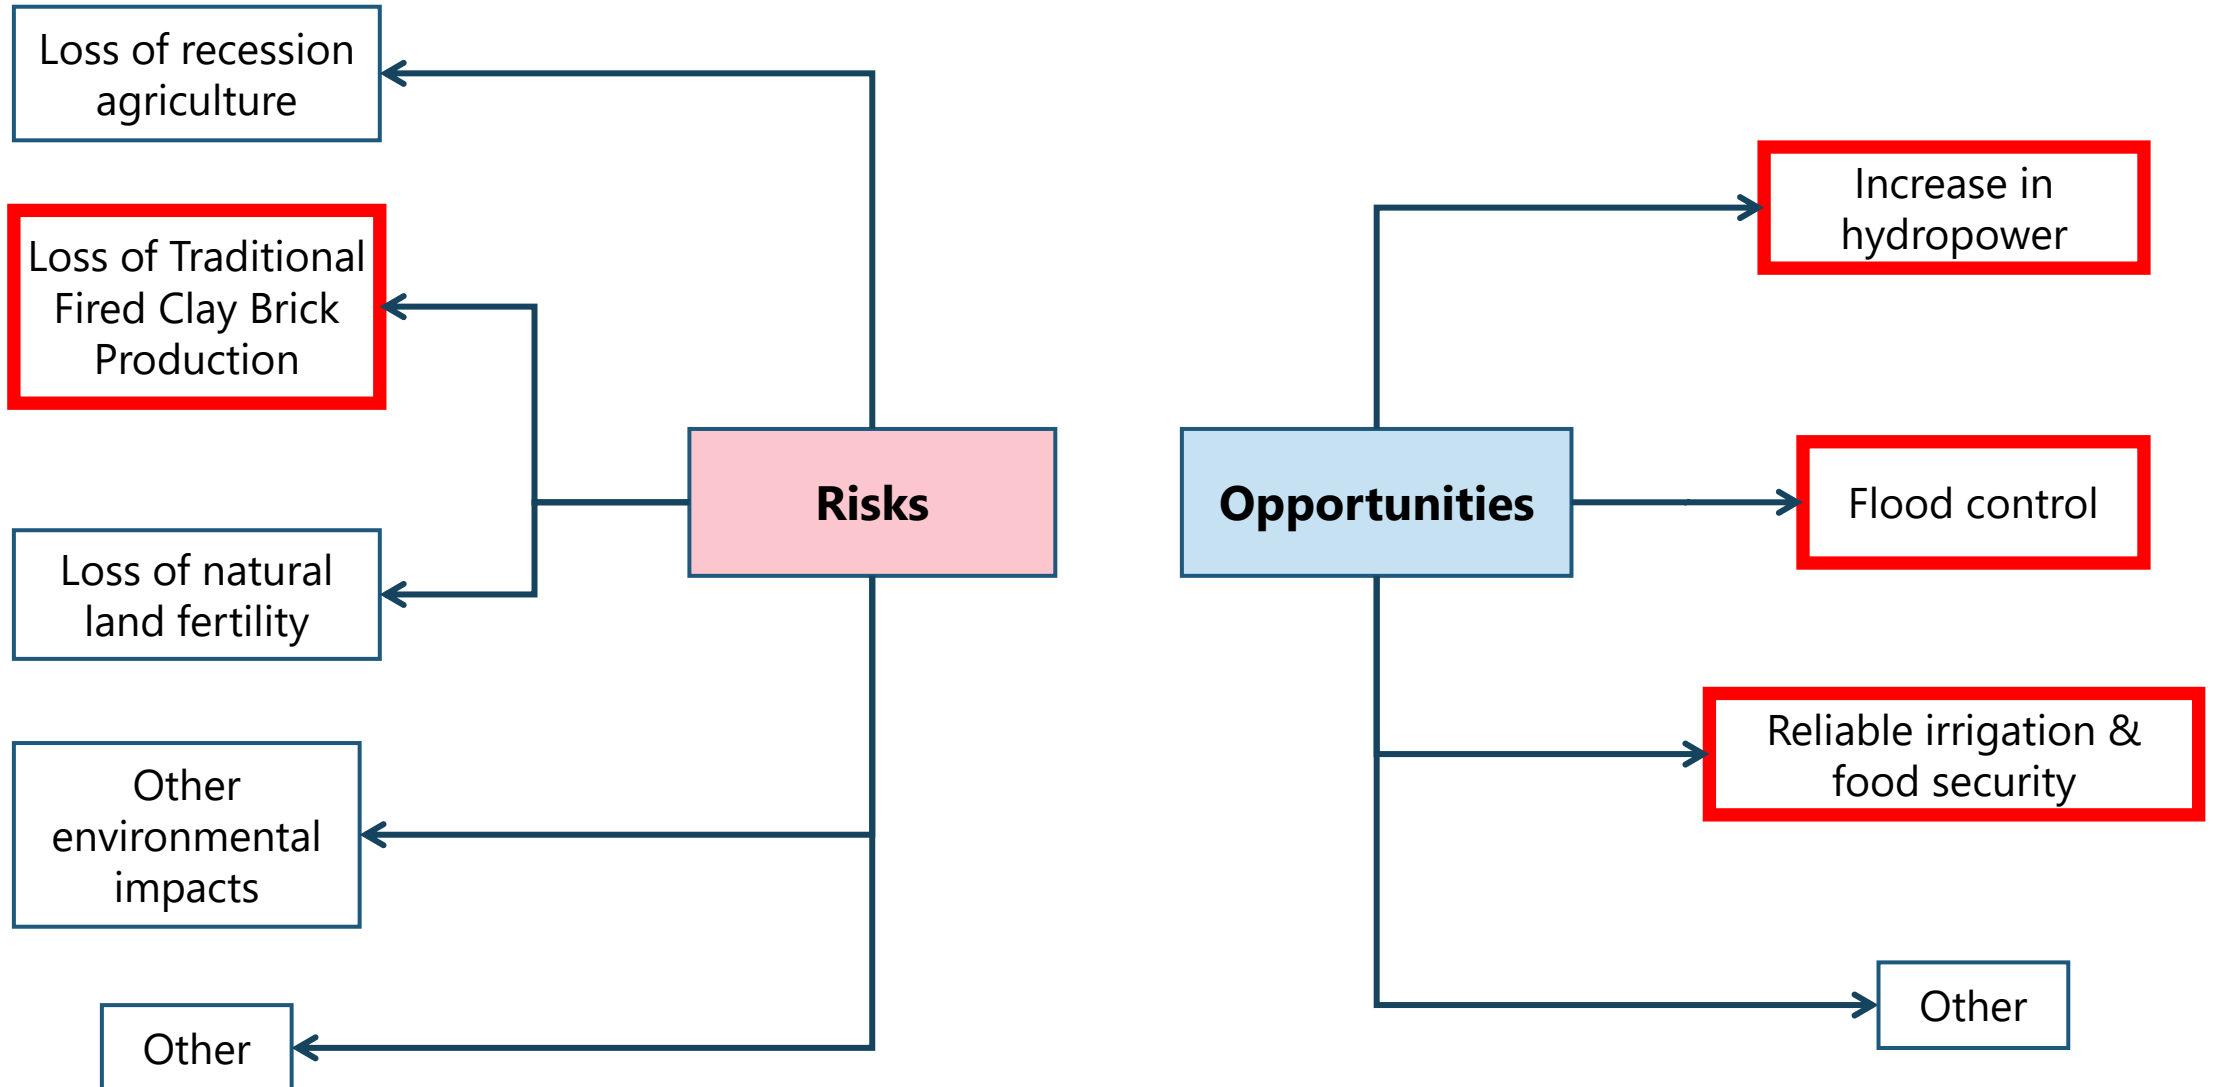 Loss of recession
agriculture
Loss of Traditional
Fired Clay Brick
Production
Loss of natural
land fertility
Other
environmental
impacts
Other
Risks
Opportunities
Increase in
hydropower
Flood control
Reliable irrigation &
food security
Other